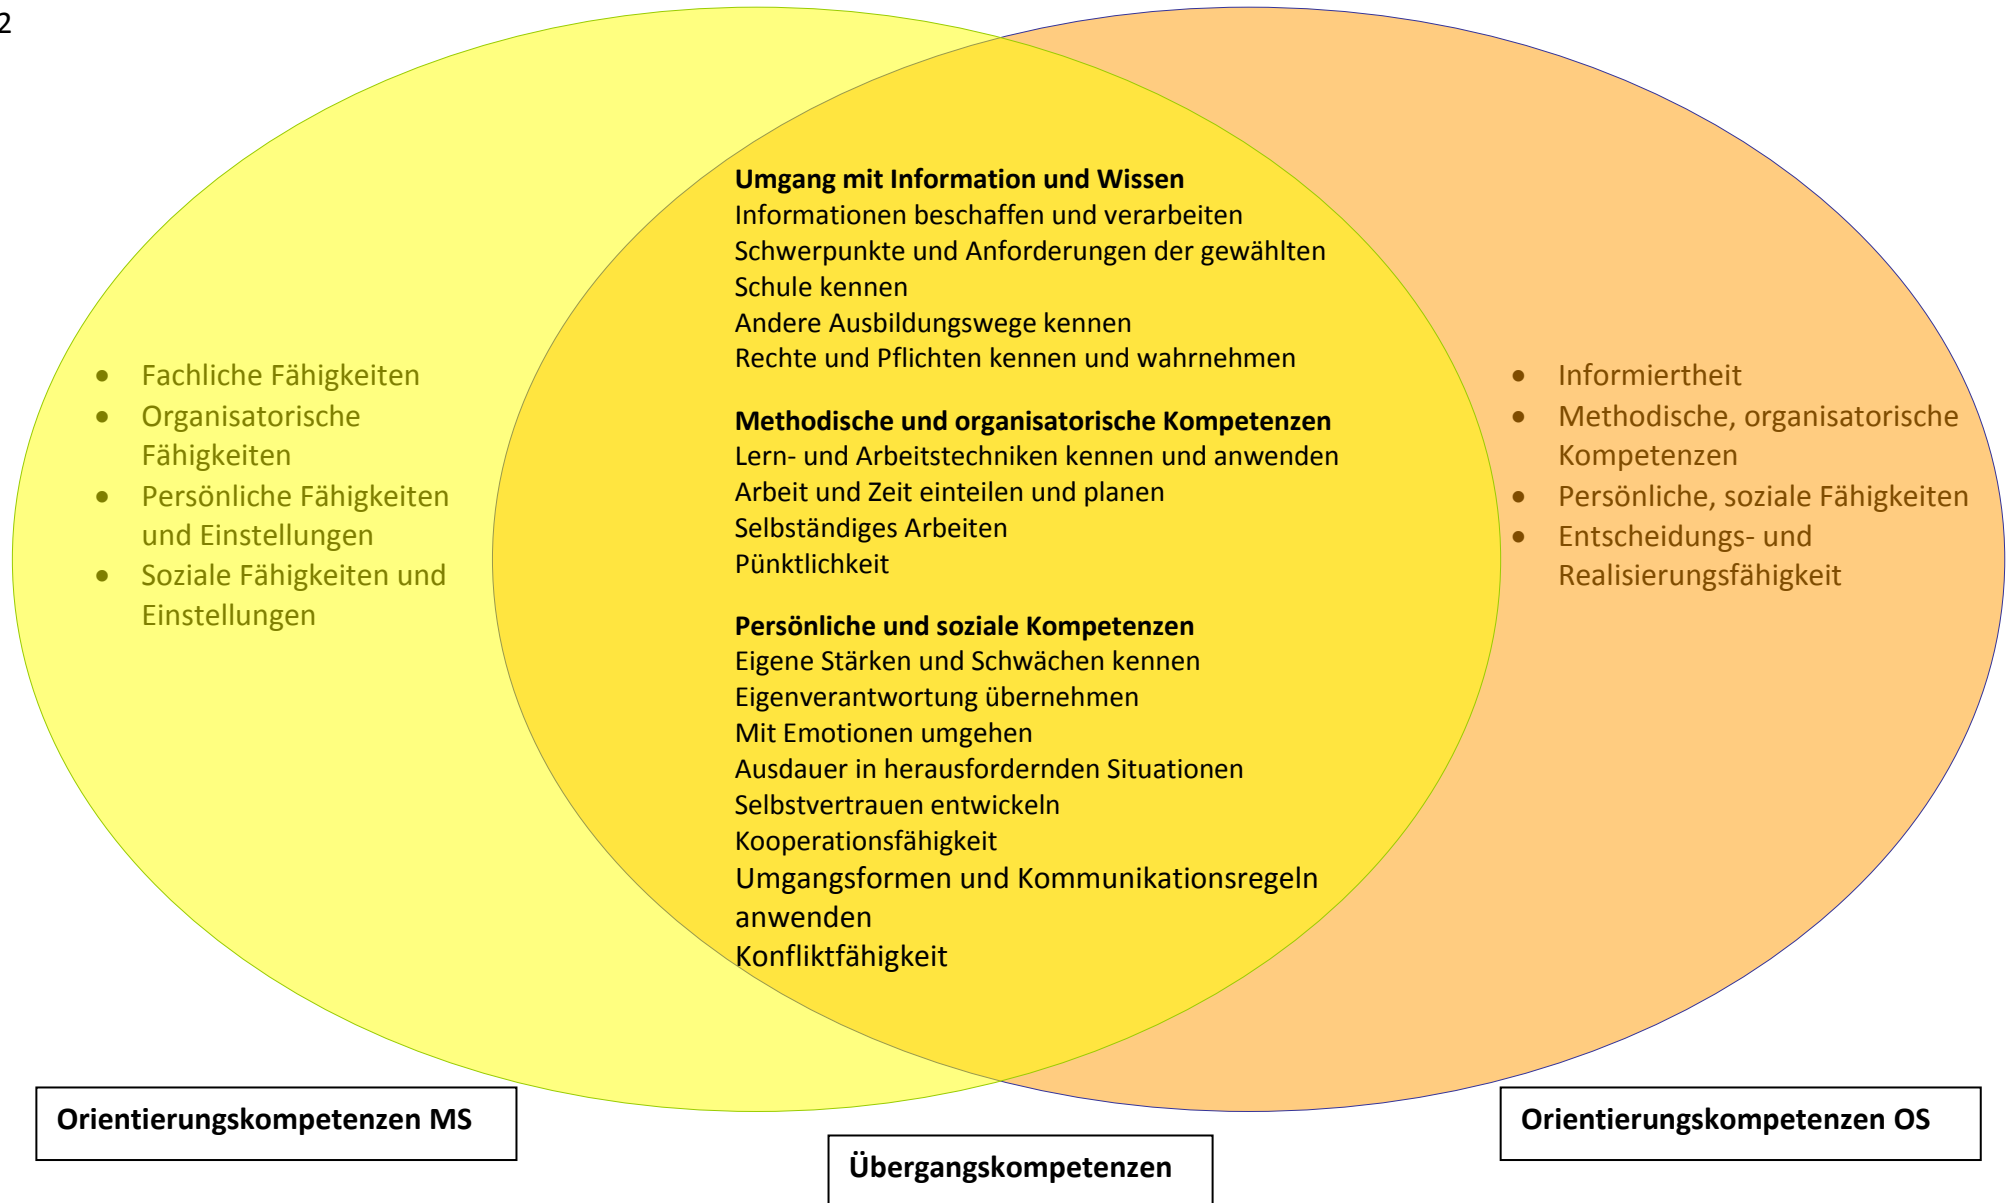 2
Umgang mit Information und Wissen
Informationen beschaffen und verarbeiten
Schwerpunkte und Anforderungen der gewählten
Schule kennen
Andere Ausbildungswege kennen
Rechte und Pflichten kennen und wahrnehmen
Methodische und organisatorische Kompetenzen
Lern- und Arbeitstechniken kennen und anwenden
Arbeit und Zeit einteilen und planen
Selbständiges Arbeiten
Pünktlichkeit
Persönliche und soziale Kompetenzen
Eigene Stärken und Schwächen kennen
Eigenverantwortung übernehmen
Mit Emotionen umgehen
Ausdauer in herausfordernden Situationen
Selbstvertrauen entwickeln
Kooperationsfähigkeit
Umgangsformen und Kommunikationsregeln
anwenden
Konfliktfähigkeit
• Fachliche Fähigkeiten
• Organisatorische
Fähigkeiten
• Persönliche Fähigkeiten
und Einstellungen
• Soziale Fähigkeiten und
Einstellungen
• Informiertheit
• Methodische, organisatorische
Kompetenzen
• Persönliche, soziale Fähigkeiten
• Entscheidungs- und
Realisierungsfähigkeit
Orientierungskompetenzen MS
Übergangskompetenzen
Orientierungskompetenzen OS